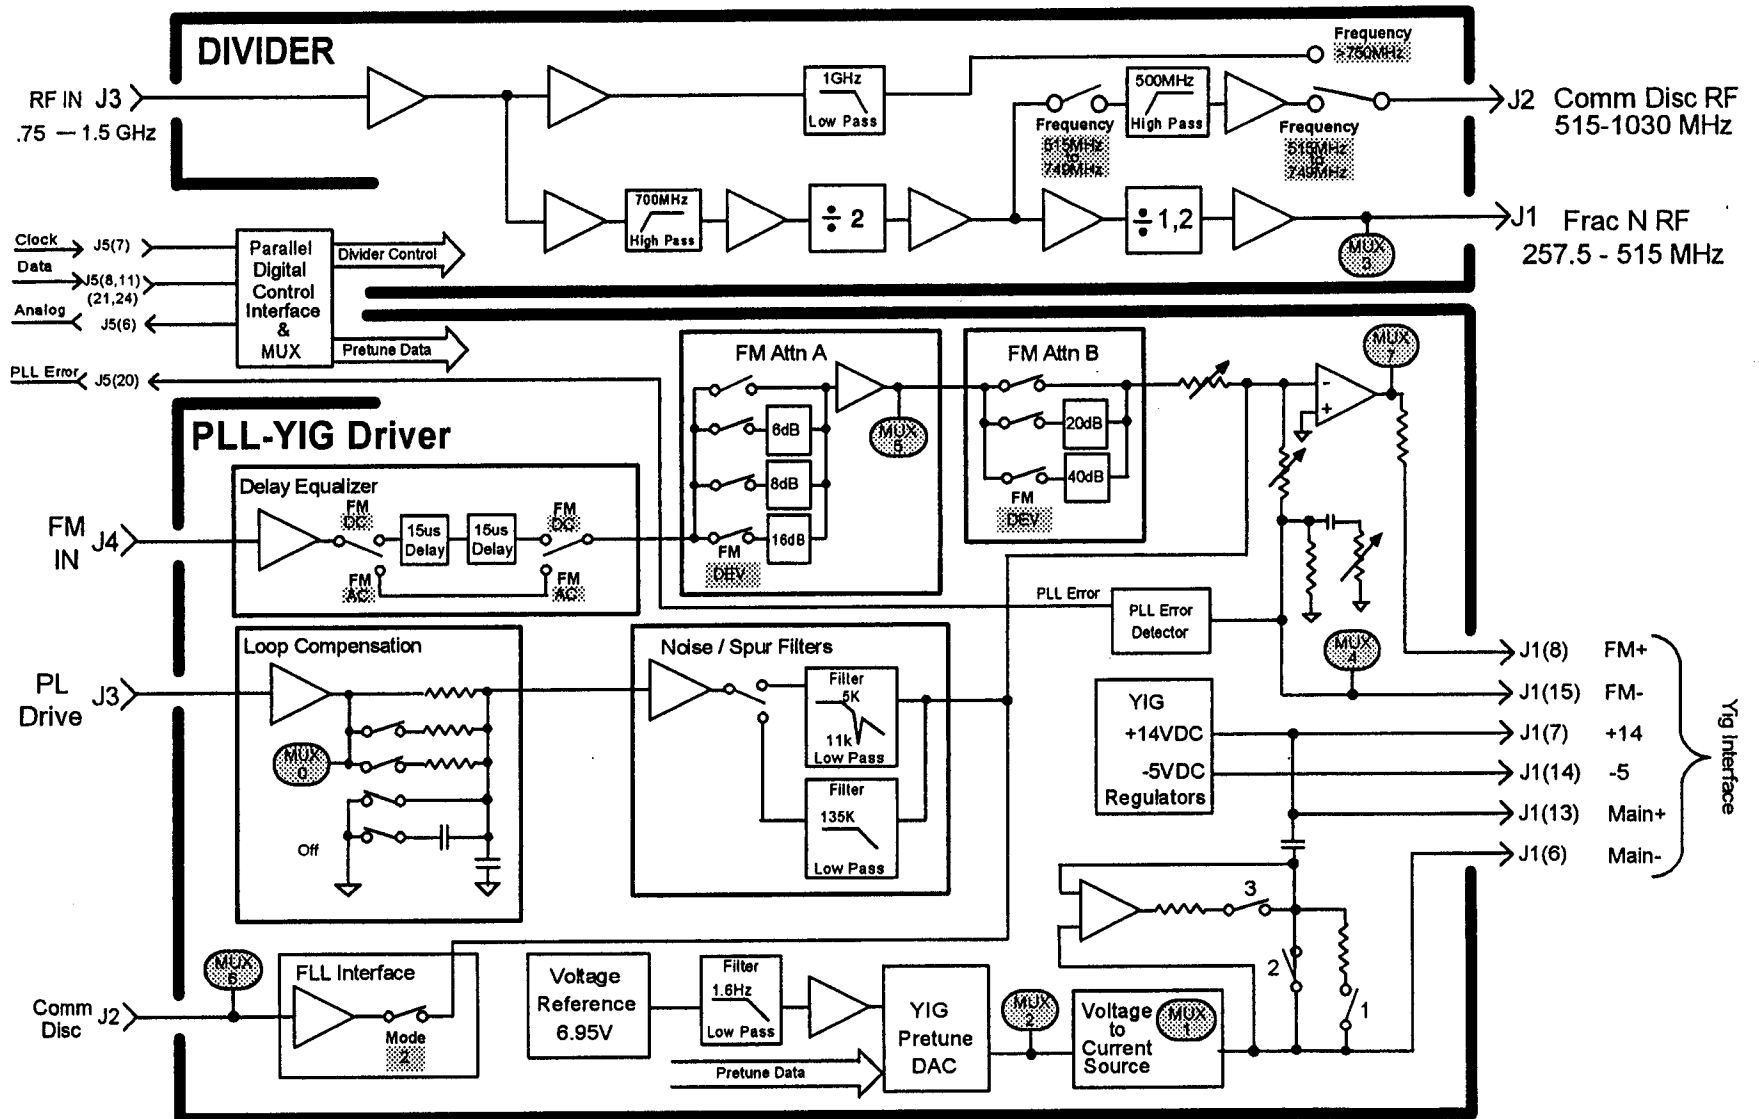 DIVIDER
Frequency
>750MHz
RF IN J3
.75 — 1.5 GHz
1GHz
Low Pass
500MHz
High Pass
Frequency
515MHz
to
749MHz
Frequency
515MHz
to
749MHz
J2 Comm Disc RF
515-1030 MHz
700MHz
High Pass
÷ 2
÷ 1,2
MUX
3
J1 Frac N RF
257.5 - 515 MHz
Clock J5(7)
Data J5(8,11)
(21,24)
Analog J5(6)
PLL Error J5(20)
Parallel
Digital
Control
Interface
&
MUX
Divider Control
Pretune Data
PLL-YIG Driver
FM Attn A
6dB
8dB
16dB
FM
DEV
MUX
5
FM Attn B
20dB
40dB
FM
DEV
MUX
7
-
+
FM
IN
J4
Delay Equalizer
FM
DC
15us
Delay
15us
Delay
FM
DC
FM
AC
FM
AC
PLL Error
PLL Error
Detector
MUX
4
PL
Drive
J3
Loop Compensation
MUX
0
Off
Noise / Spur Filters
Filter
5K
11k
Low Pass
Filter
135K
Low Pass
YIG
+14VDC
-5VDC
Regulators
J1(8) FM+
J1(15) FM-
J1(7) +14
J1(14) -5
J1(13) Main+
J1(6) Main-
Yig Interface
3
2
1
Comm
Disc
J2
MUX
6
FLL Interface
Mode
2
Voltage
Reference
6.95V
Filter
1.6Hz
Low Pass
Pretune Data
YIG
Pretune
DAC
MUX
2
Voltage
to
Current
Source
MUX
1